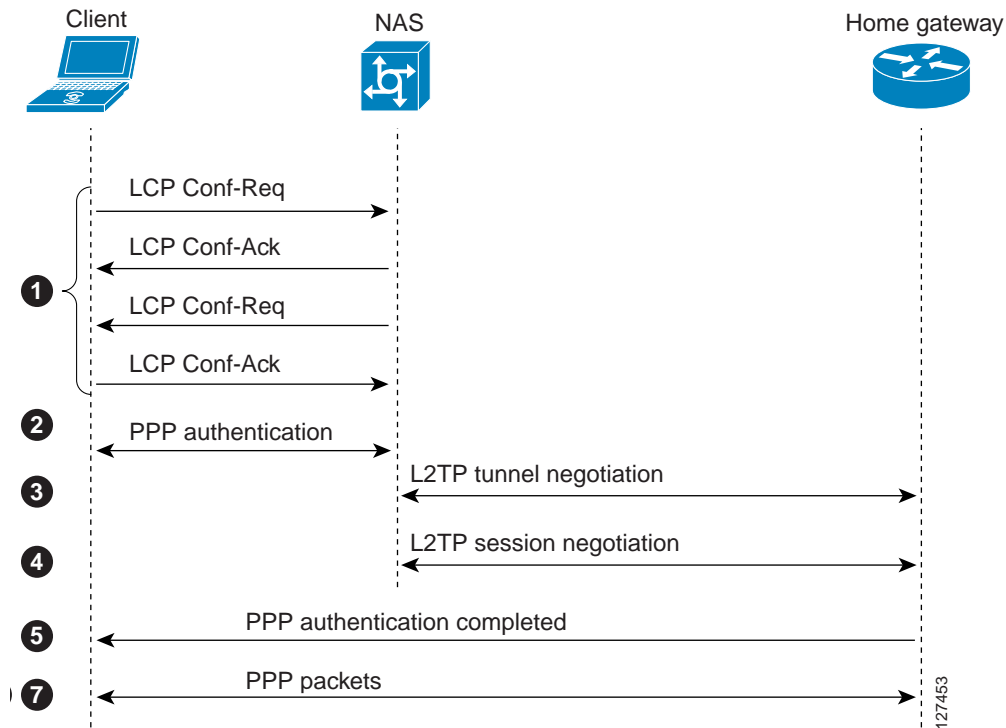 Client
NAS
Home gateway
LCP Conf-Req
LCP Conf-Ack
1
LCP Conf-Req
LCP Conf-Ack
2
PPP authentication
L2TP tunnel negotiation
3
L2TP session negotiation
4
PPP authentication completed
5
PPP packets
) 7
127453